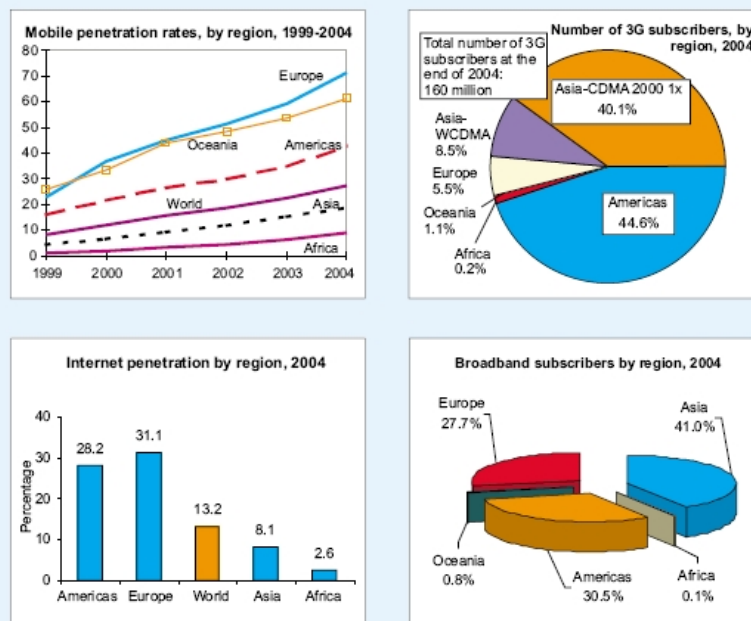 Mobile penetration rates, by region, 1999-2004
80
70
60
50
40
30
20
10
0
Europe
Oceania
Americas
World
Asia
Africa
1999 2000 2001 2002 2003 2004
Number of 3G subscribers, by
region, 2004
Total number of 3G
subscribers at the
end of 2004:
160 million
Asia-CDMA 2000 1x
40.1%
Asia-
WCDMA
8.5%
Europe
5.5%
Oceania
1.1%
Africa
0.2%
Americas
44.6%
Internet penetration by region, 2004
Percentage
40
30
20
10
0
28.2
31.1
13.2
8.1
2.6
Americas Europe World Asia Africa
Broadband subscribers by region, 2004
Europe
27.7%
Asia
41.0%
Oceania
0.8%
Americas
30.5%
Africa
0.1%